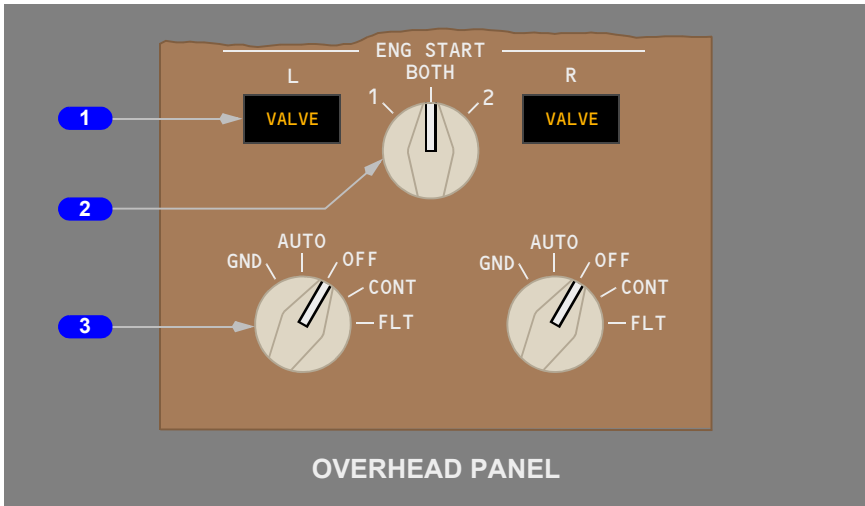 ENG START
L
BOTH
R
1
2
1
VALVE
VALVE
2
AUTO
AUTO
GND
OFF
GND
OFF
CONT
CONT
3
FLT
FLT
OVERHEAD PANEL